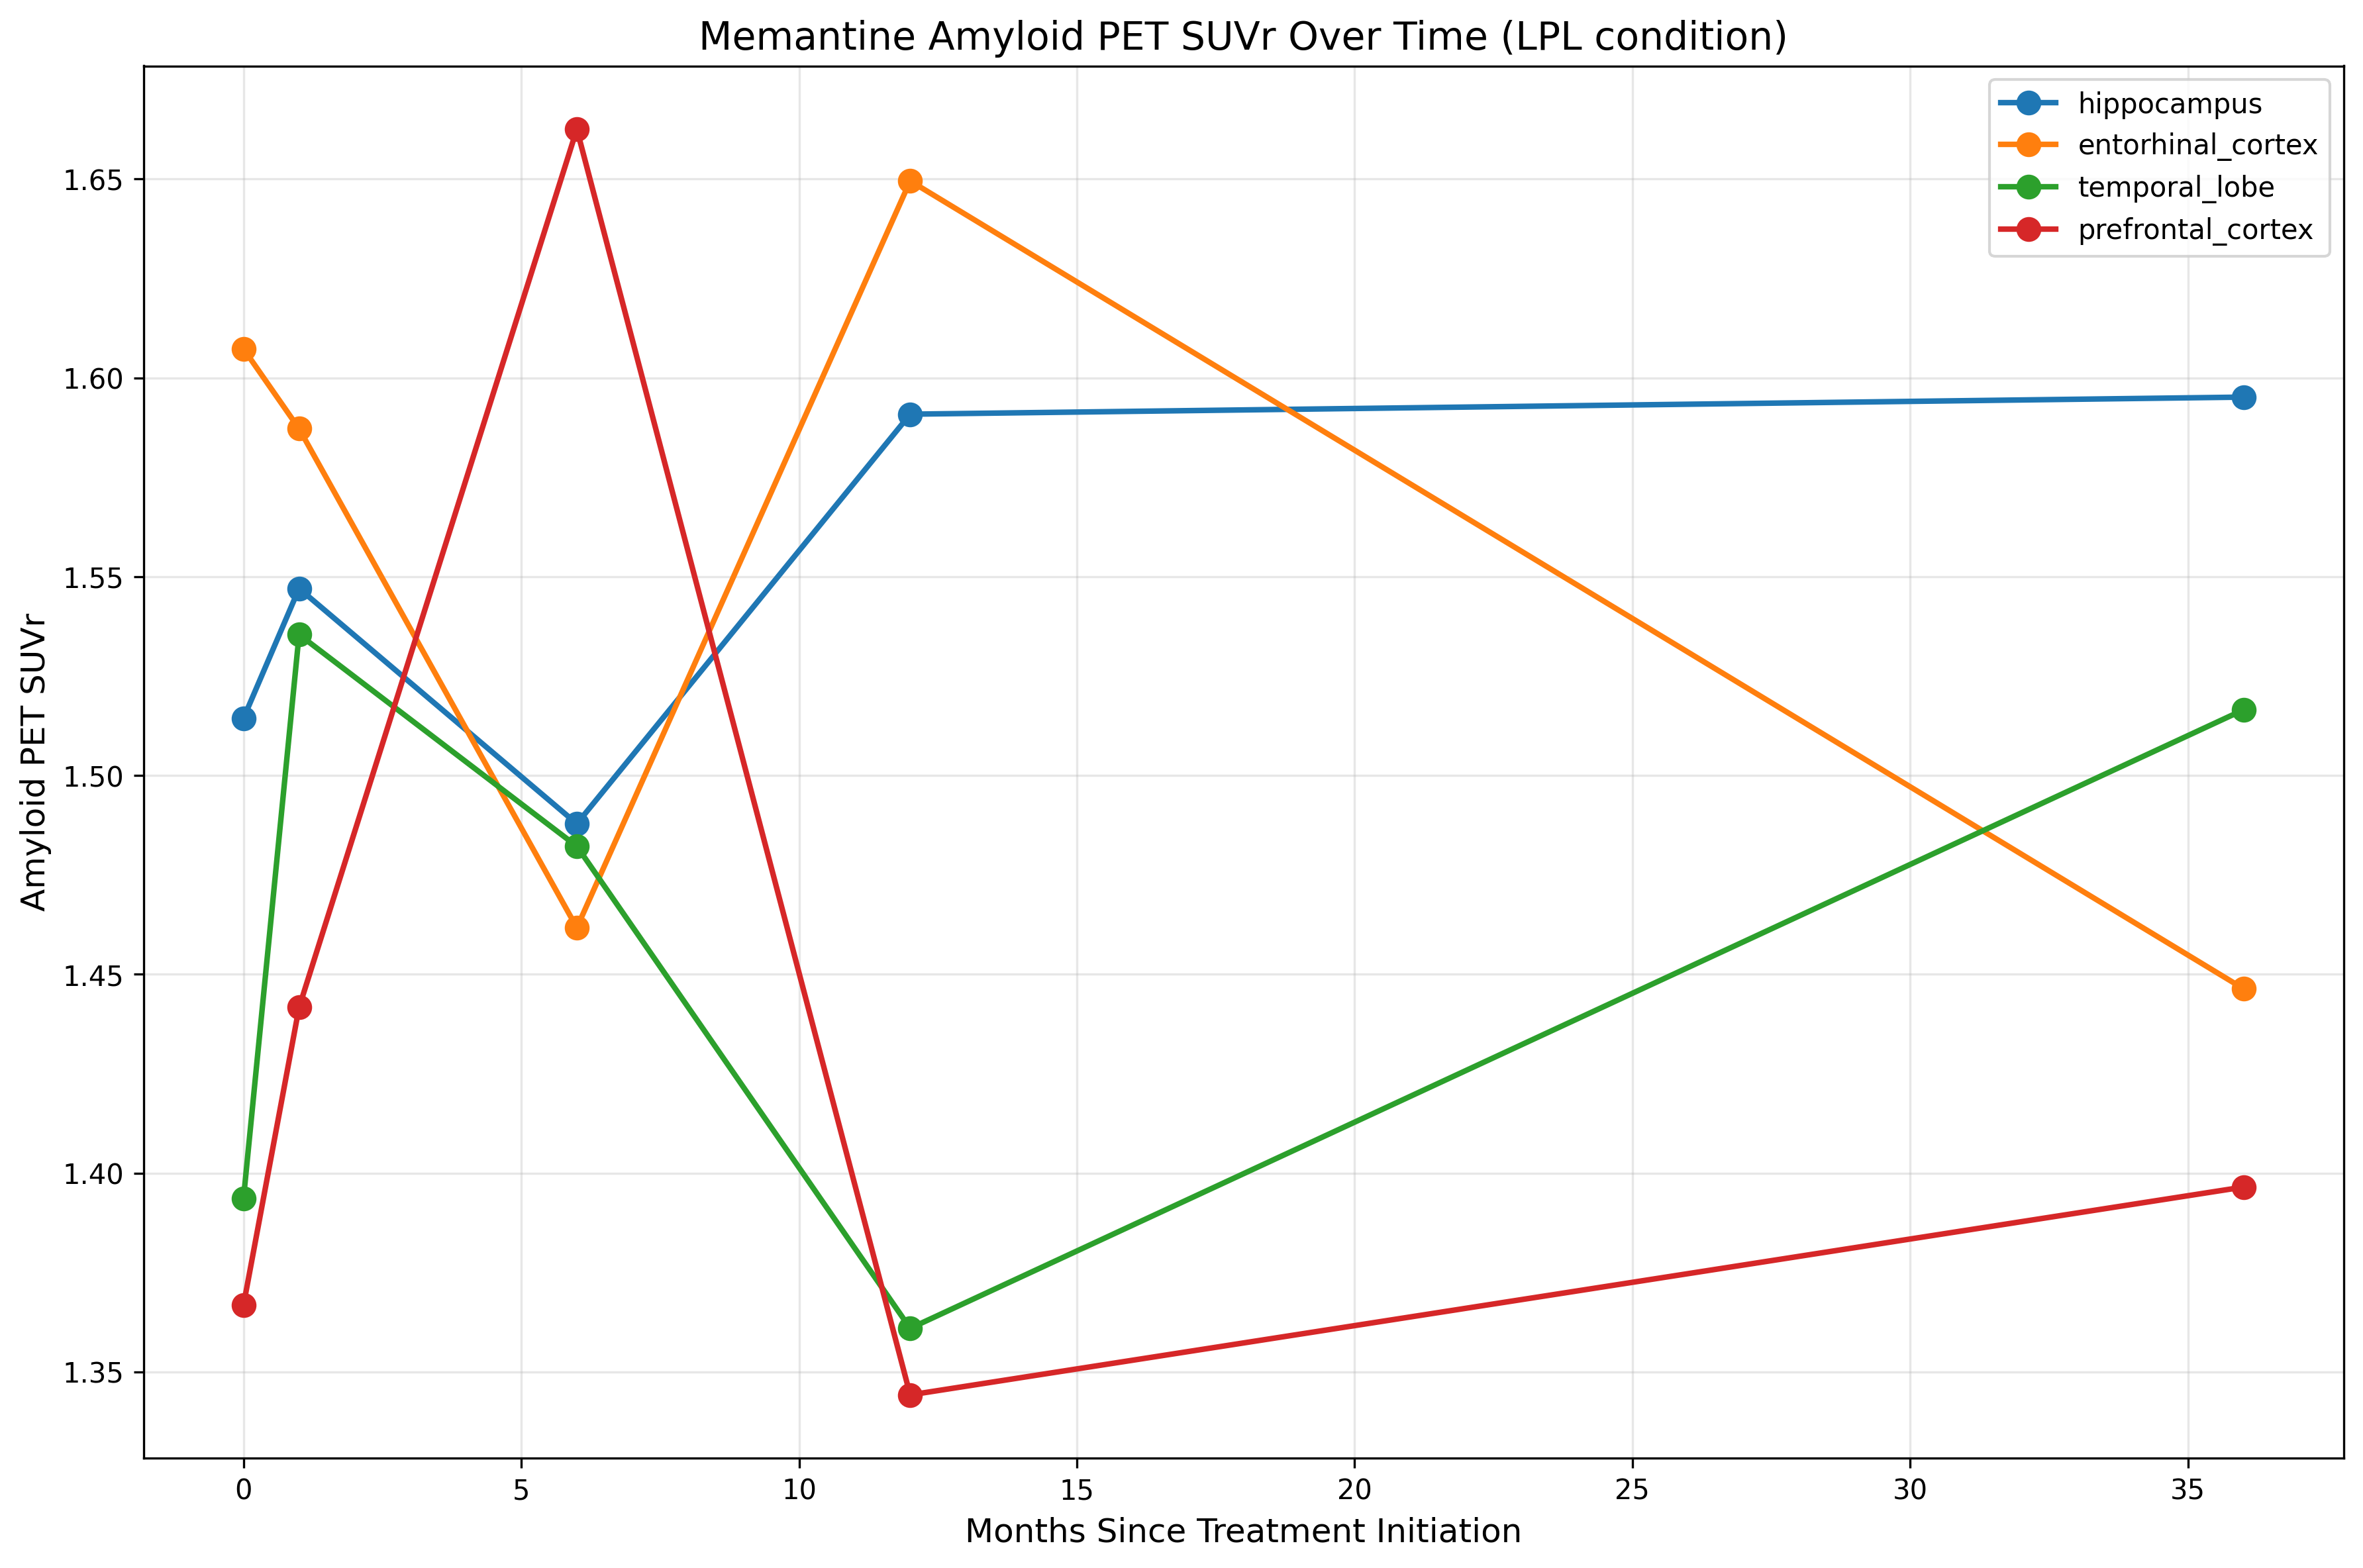 Memantine Amyloid PET SUVr Over Time (LPL condition)
hippocampus
entorhinal_cortex
temporal_lobe
prefrontal_cortex
Amyloid PET SUVr
1.65
1.60
1.55
1.50
1.45
1.40
1.35
0 5 10 15 20 25 30 35
Months Since Treatment Initiation